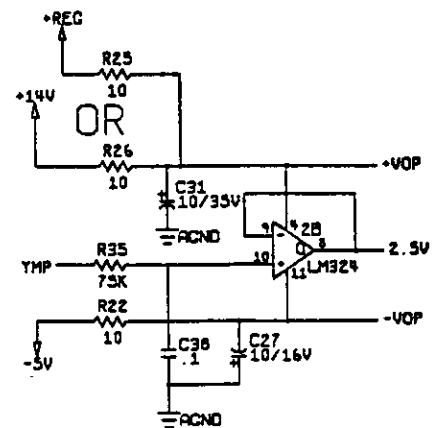 +REG
R25
10
+14V
OR
R26
10
+VOP
C31
10/35V
AGND
4
2B
9
8
2.5V
10
LM324
11
YMP
R35
75K
R22
10
-VOP
-5V
C36
.1
C27
10/16V
AGND